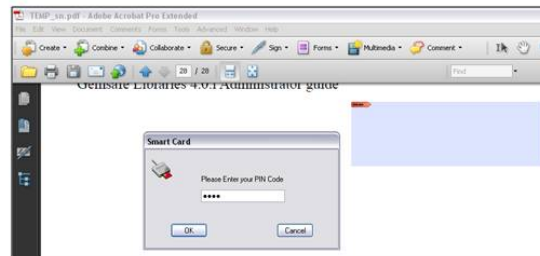 TEMP_sn.pdf - Adobe Acrobat Pro Extended
File Edit View Document Comments Forms Tools Advanced Window Help
Create Combine Collaborate Secure Sign Forms Multimedia Comment
20 / 20 Find
Gemsafe Libraries 4.0.1 Administrator guide
Smart Card
Please Enter your PIN Code
••••
OK Cancel